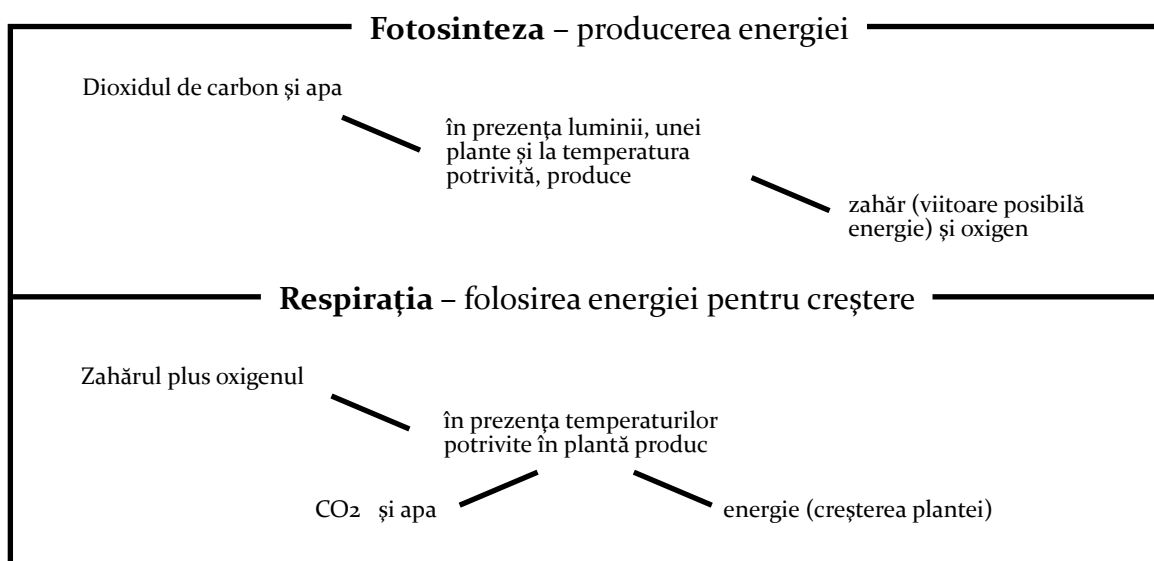 Fotosinteza – producerea energiei
Dioxidul de carbon și apa
în prezența luminii, unei
plante și la temperatura
potrivită, produce
zahăr (viitoare posibilă
energie) și oxigen
Respirația – folosirea energiei pentru creștere
Zahărul plus oxigenul
în prezența temperaturilor
potrivite în plantă produc
CO2 și apa
energie (creșterea plantei)